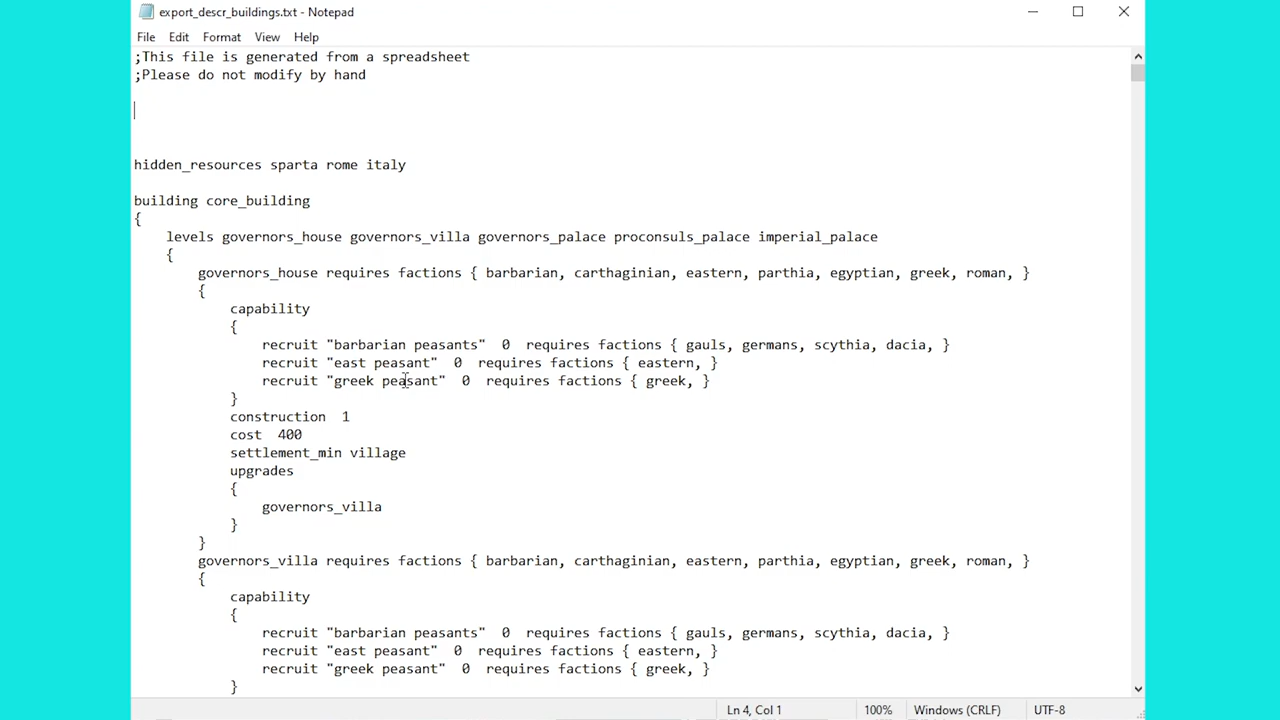 export_descr_buildings.txt - Notepad
File Edit Format View Help
;This file is generated from a spreadsheet
;Please do not modify by hand
hidden_resources sparta rome italy
building core_building
{
levels governors_house governors_villa governors_palace proconsuls_palace imperial_palace
{
governors_house requires factions { barbarian, carthaginian, eastern, parthia, egyptian, greek, roman, }
{
capability
{
recruit "barbarian peasants" 0 requires factions { gauls, germans, scythia, dacia, }
recruit "east peasant" 0 requires factions { eastern, }
recruit "greek peasant" 0 requires factions { greek, }
}
construction 1
cost 400
settlement_min village
upgrades
{
governors_villa
}
}
governors_villa requires factions { barbarian, carthaginian, eastern, parthia, egyptian, greek, roman, }
{
capability
{
recruit "barbarian peasants" 0 requires factions { gauls, germans, scythia, dacia, }
recruit "east peasant" 0 requires factions { eastern, }
recruit "greek peasant" 0 requires factions { greek, }
}
Ln 4, Col 1 100% Windows (CRLF) UTF-8